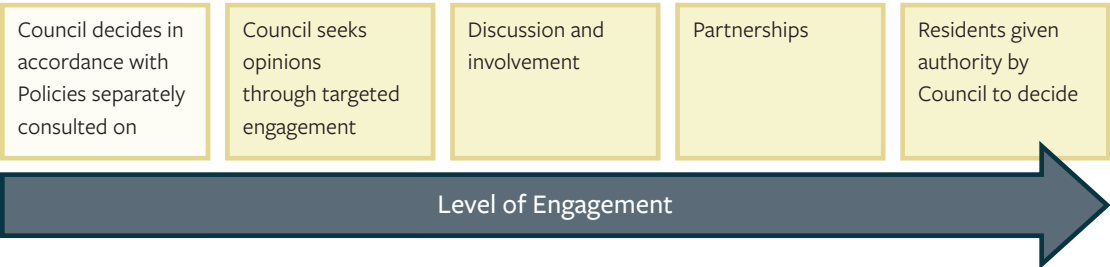 Council decides in
accordance with
Policies separately
consulted on
Council seeks
opinions
through targeted
engagement
Discussion and
involvement
Partnerships
Residents given
authority by
Council to decide
Level of Engagement